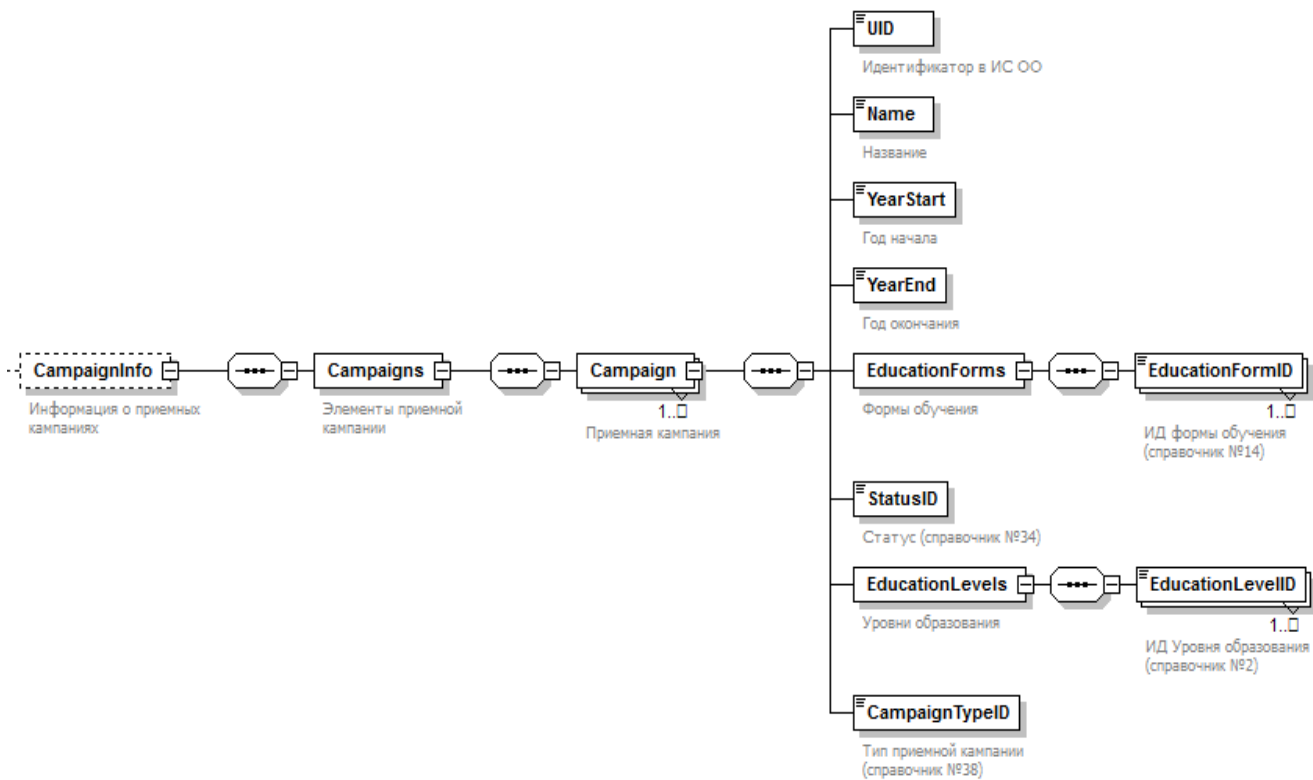 UID
Идентификатор в ИС ОО
Name
Название
YearStart
Год начала
YearEnd
Год окончания
CampaignInfo
Информация о приемных
кампаниях
Campaigns
Элементы приемной
кампании
Campaign
1..□
Приемная кампания
EducationForms
Формы обучения
EducationFormID
1..□
ИД формы обучения
(справочник №14)
StatusID
Статус (справочник №34)
EducationLevels
Уровни образования
EducationLevelID
1..□
ИД Уровня образования
(справочник №2)
CampaignTypeID
Тип приемной кампании
(справочник №38)